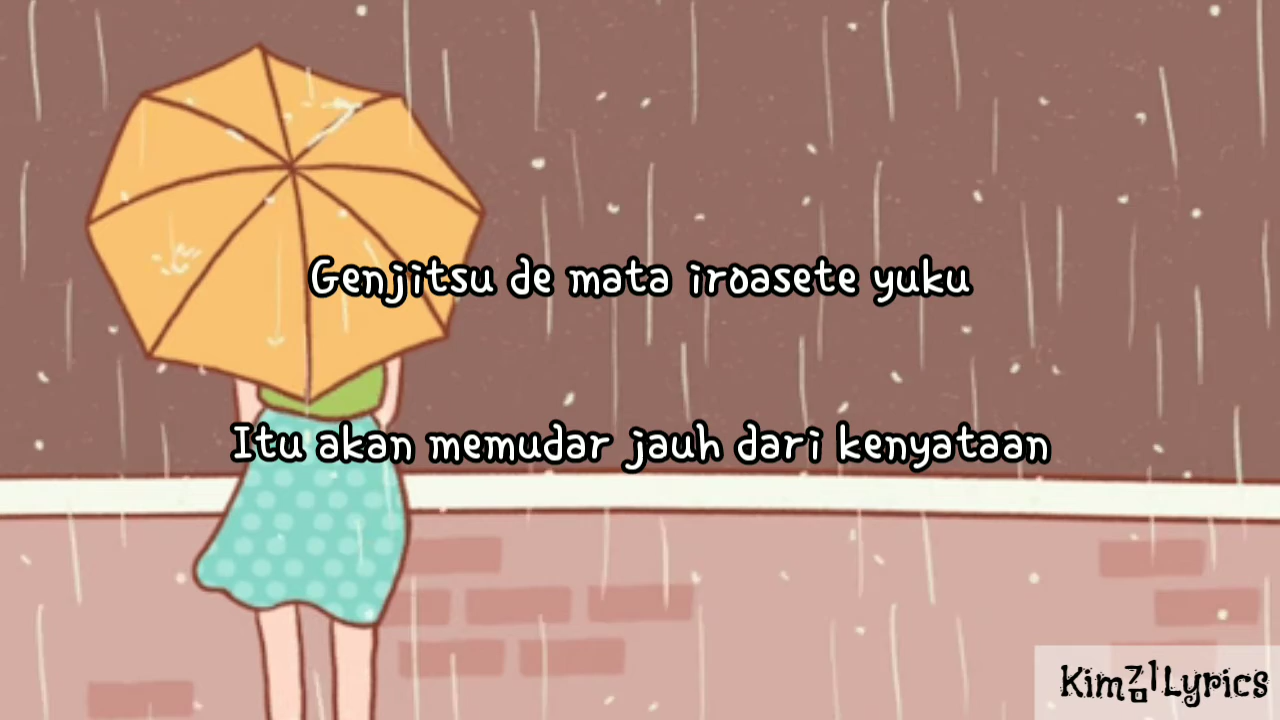 Genjitsu de mata iroasete yuku
Itu akan memudar jauh dari kenyataan
Kim김Lyrics